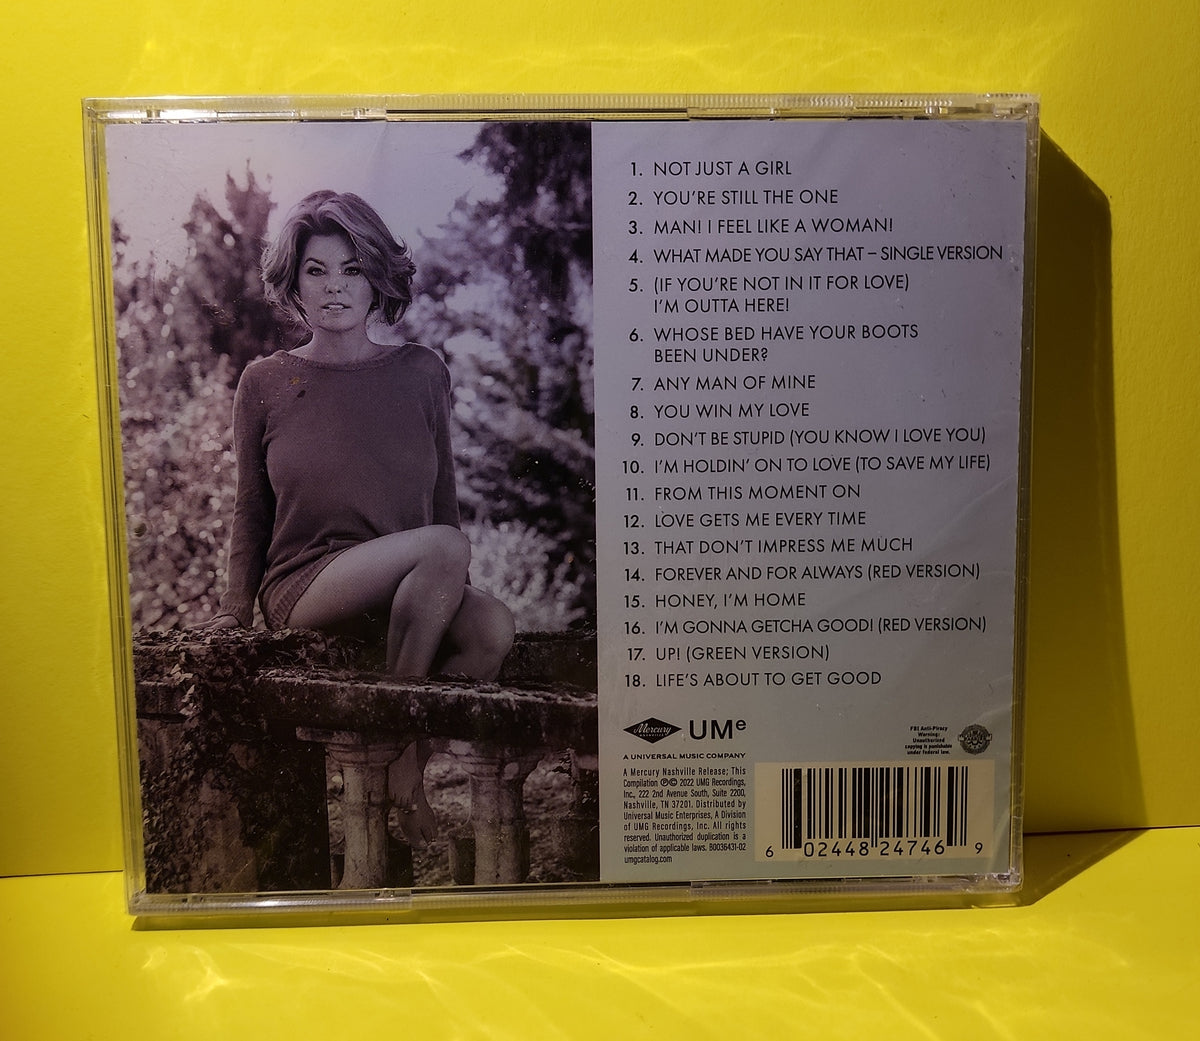 1. NOT JUST A GIRL
2. YOU'RE STILL THE ONE
3. MAN! I FEEL LIKE A WOMAN!
4. WHAT MADE YOU SAY THAT – SINGLE VERSION
5. (IF YOU'RE NOT IN IT FOR LOVE)
I'M OUTTA HERE!
6. WHOSE BED HAVE YOUR BOOTS
BEEN UNDER?
7. ANY MAN OF MINE
8. YOU WIN MY LOVE
9. DON'T BE STUPID (YOU KNOW I LOVE YOU)
10. I'M HOLDIN' ON TO LOVE (TO SAVE MY LIFE)
11. FROM THIS MOMENT ON
12. LOVE GETS ME EVERY TIME
13. THAT DON'T IMPRESS ME MUCH
14. FOREVER AND FOR ALWAYS (RED VERSION)
15. HONEY, I'M HOME
16. I'M GONNA GETCHA GOOD! (RED VERSION)
17. UP! (GREEN VERSION)
18. LIFE'S ABOUT TO GET GOOD
Mercury
NASHVILLE
UMe
A UNIVERSAL MUSIC COMPANY
FBI Anti-Piracy
Warning:
Unauthorized
copying is punishable
under federal law.
A Mercury Nashville Release; This
Compilation ℗© 2022 UMG Recordings,
Inc., 222 2nd Avenue South, Suite 2200,
Nashville, TN 37201. Distributed by
Universal Music Enterprises, A Division
of UMG Recordings, Inc. All rights
reserved. Unauthorized duplication is a
violation of applicable laws. B0036431-02
umgcatalog.com
6 02448 24746 9